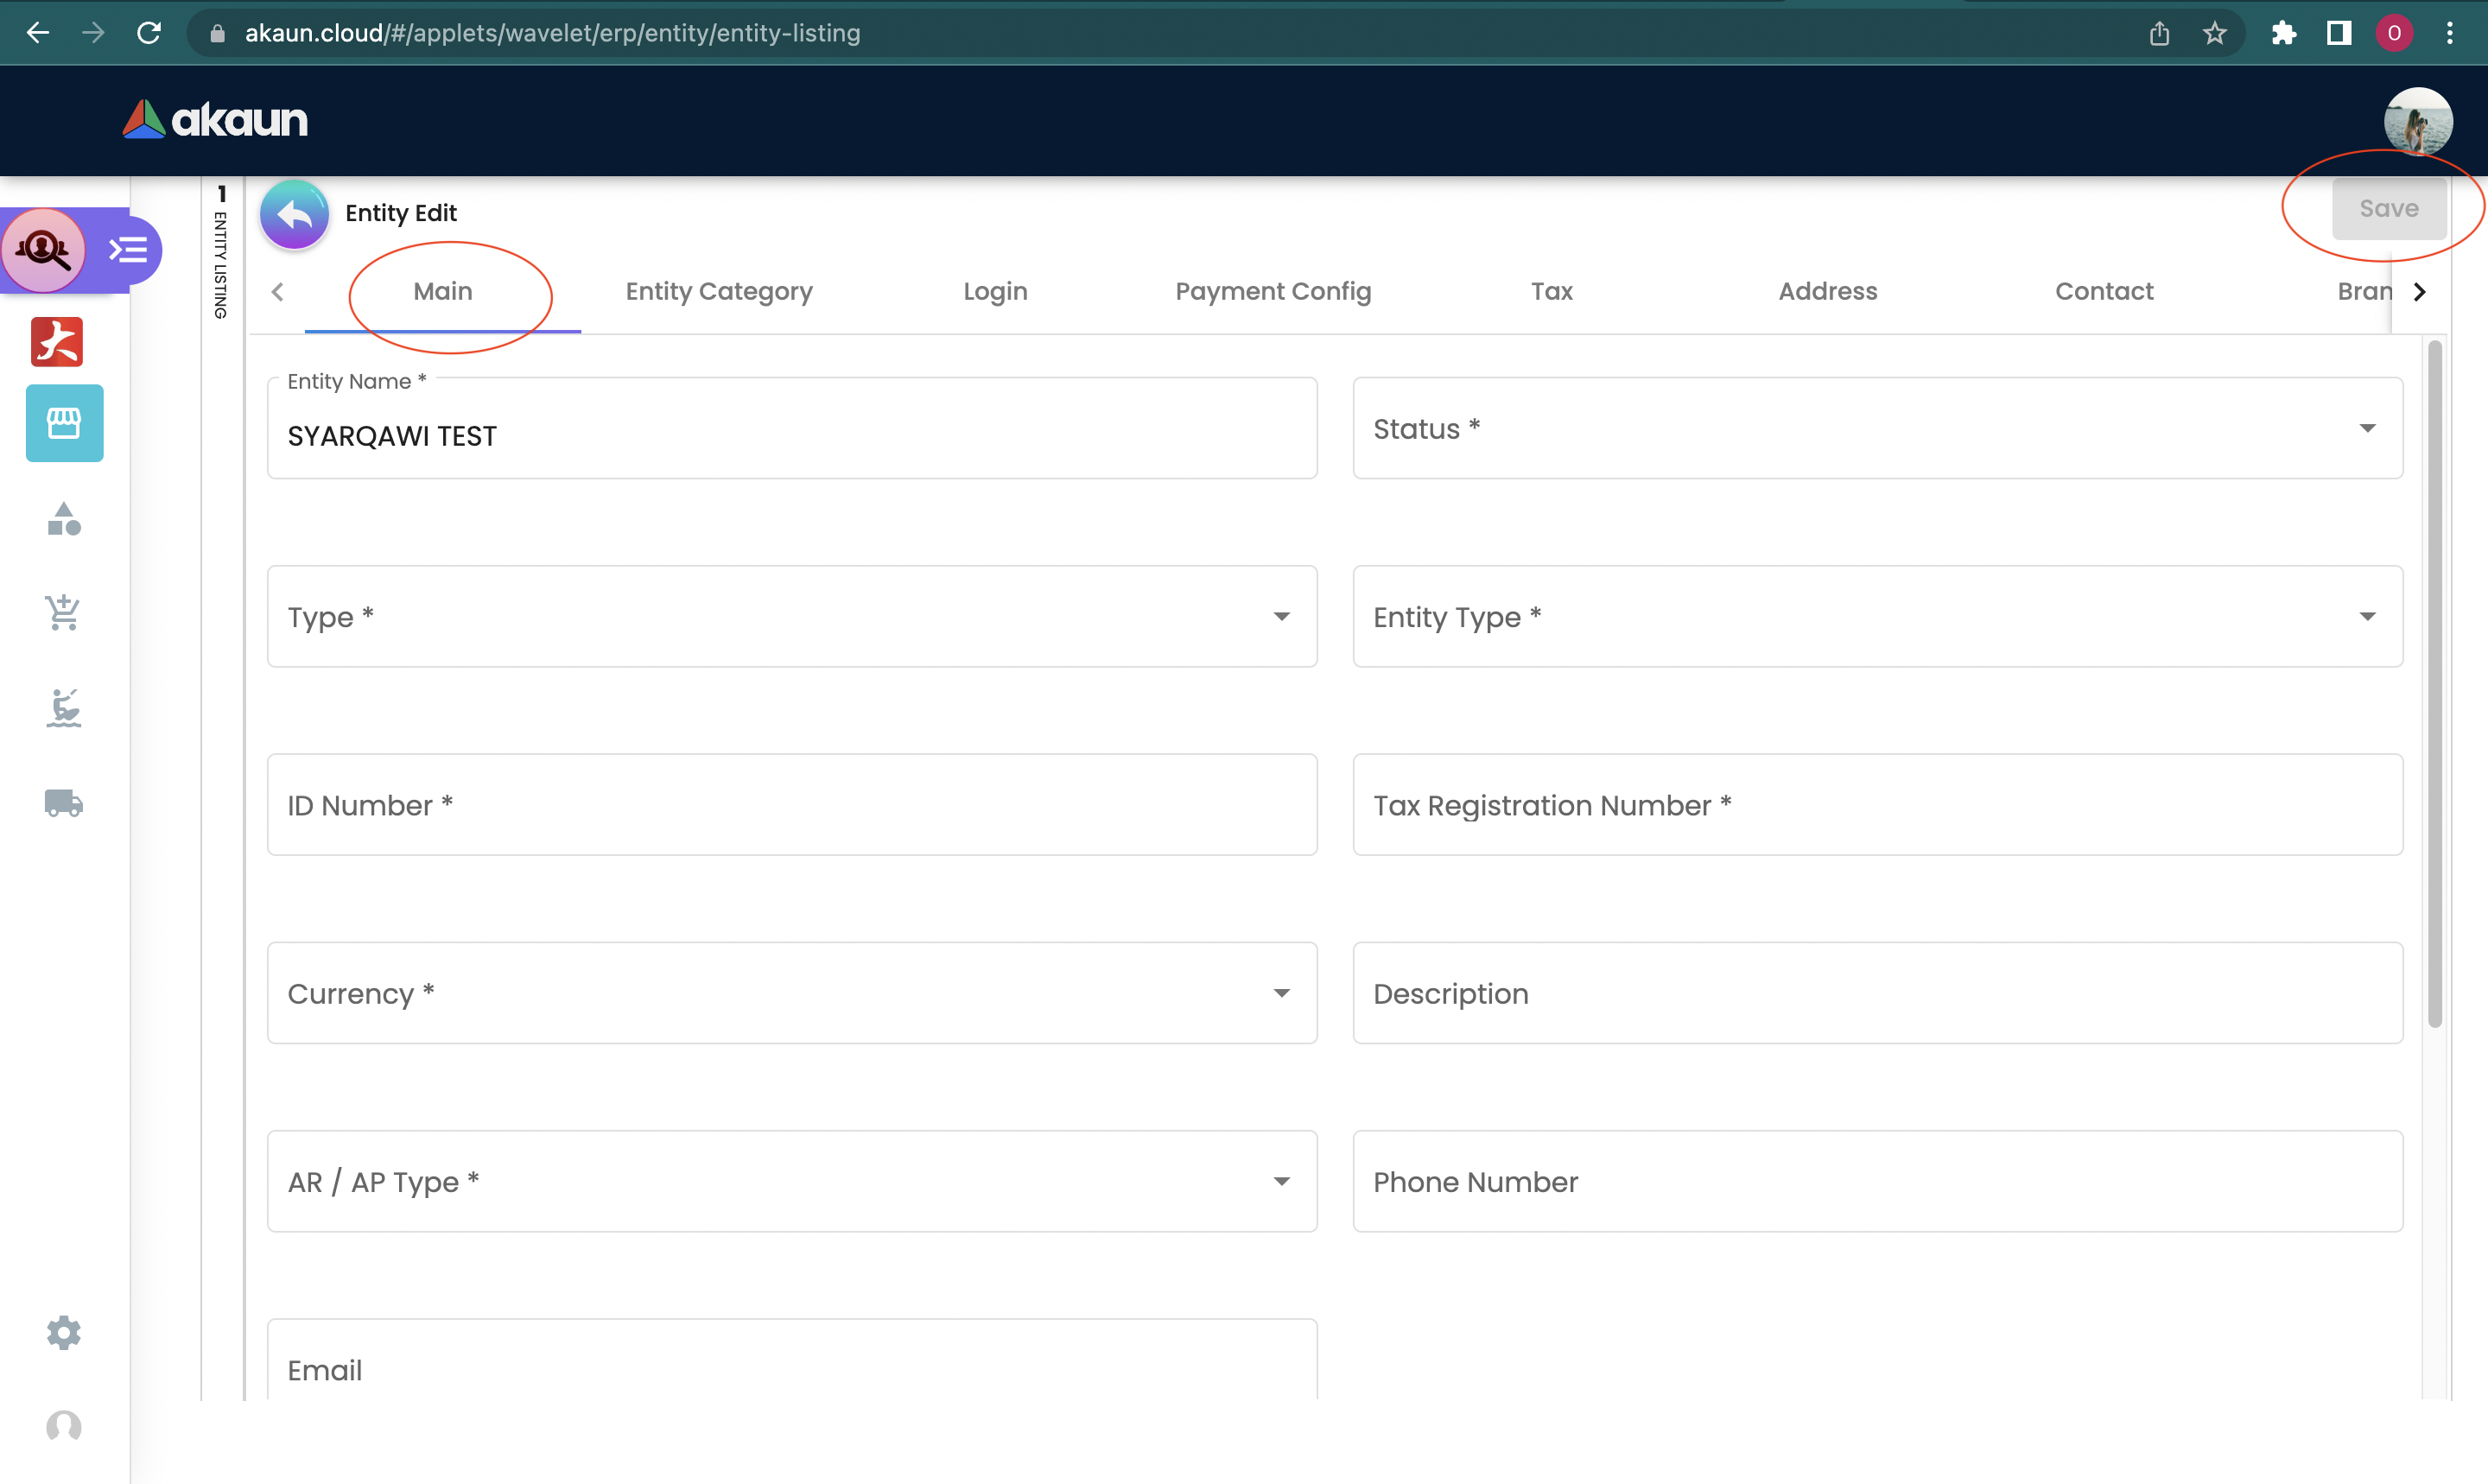 akaun.cloud/#/applets/wavelet/erp/entity/entity-listing
O
akaun
1 ENTITY LISTING
Entity Edit
Save
Main Entity Category Login Payment Config Tax Address Contact Bran
Entity Name *
SYARQAWI TEST
Status *
Type *
Entity Type *
ID Number *
Tax Registration Number *
Currency *
Description
AR / AP Type *
Phone Number
Email